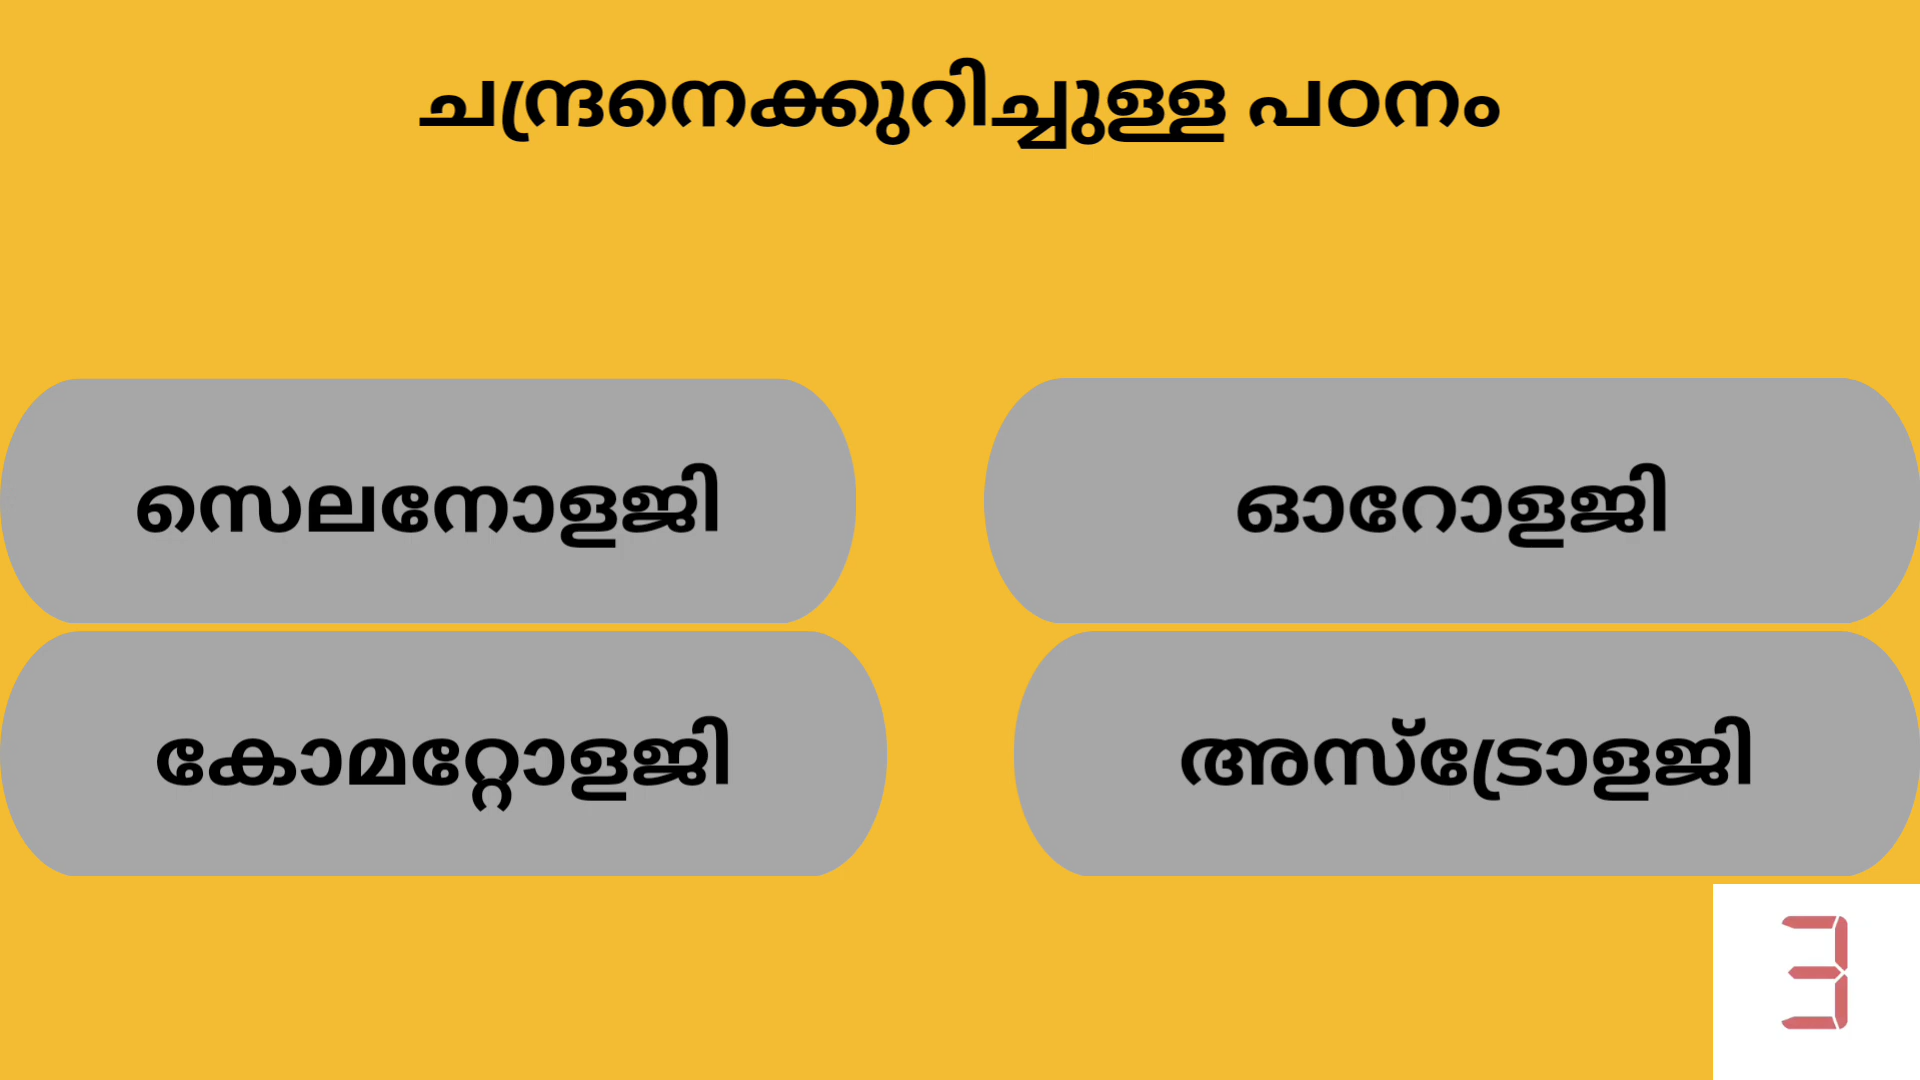 ചന്ദ്രനെക്കുറിച്ചുള്ള പഠനം
സെലനോളജി
ഓറോളജി
കോമറ്റോളജി
അസ്ട്രോളജി
3